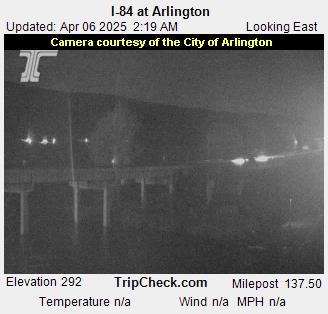 I-84 at Arlington
Updated: Apr 06 2025 2:19 AM Looking East
Camera courtesy of the City of Arlington
Elevation 292 TripCheck.com Milepost 137.50
Temperature n/a Wind n/a MPH n/a